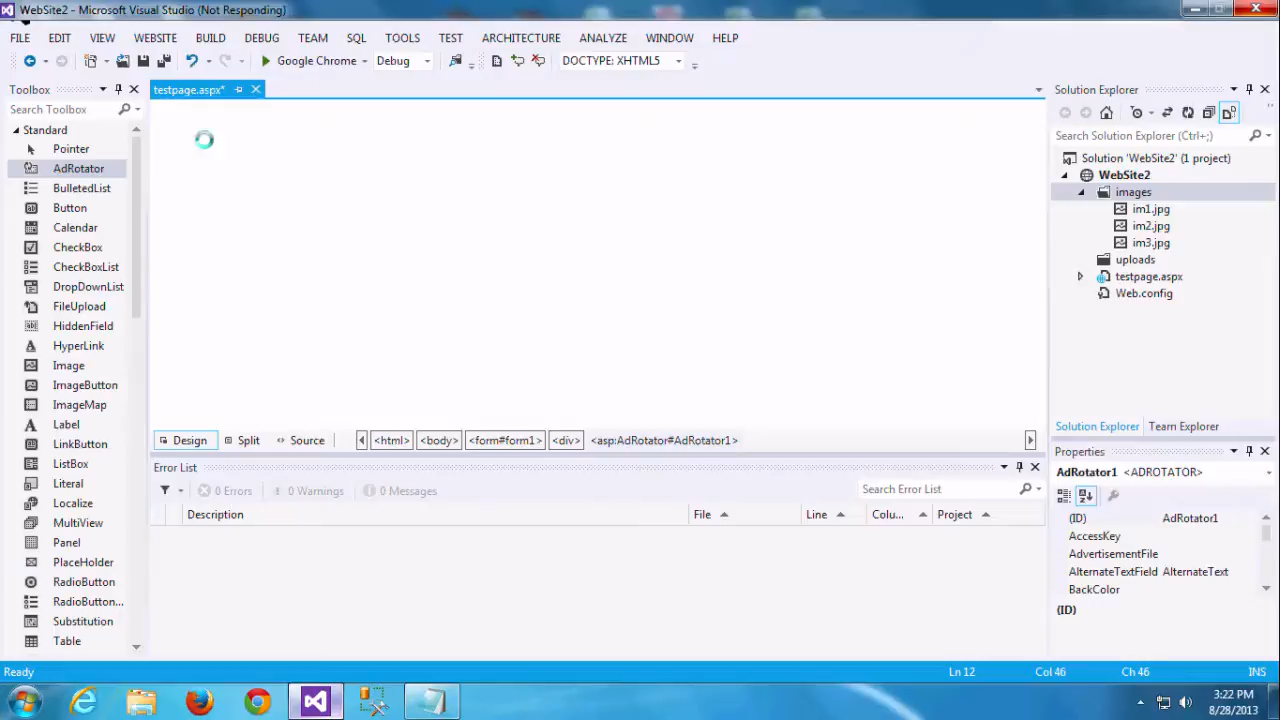 WebSite2 - Microsoft Visual Studio (Not Responding)
FILE EDIT VIEW WEBSITE BUILD DEBUG TEAM SQL TOOLS TEST ARCHITECTURE ANALYZE WINDOW HELP
Google Chrome Debug DOCTYPE: XHTML5
Toolbox
Search Toolbox
Standard
Pointer
AdRotator
BulletedList
Button
Calendar
CheckBox
CheckBoxList
DropDownList
FileUpload
HiddenField
HyperLink
Image
ImageButton
ImageMap
Label
LinkButton
ListBox
Literal
Localize
MultiView
Panel
PlaceHolder
RadioButton
RadioButton...
Substitution
Table
testpage.aspx*
Design Split Source <html> <body> <form#form1> <div> <asp:AdRotator#AdRotator1>
Error List
0 Errors 0 Warning 0 Messages Search Error List
Description File Line Colu... Project
Solution Explorer
Search Solution Explorer (Ctrl+;)
Solution 'WebSite2' (1 project)
WebSite2
images
im1.jpg
im2.jpg
im3.jpg
uploads
testpage.aspx
Web.config
Solution Explorer Team Explorer
Properties
AdRotator1 <ADROTATOR>
(ID) AdRotator1
AccessKey
AdvertisementFile
AlternateTextField AlternateText
BackColor
(ID)
Ready Ln 12 Col 46 Ch 46 INS
3:22 PM
8/28/2013